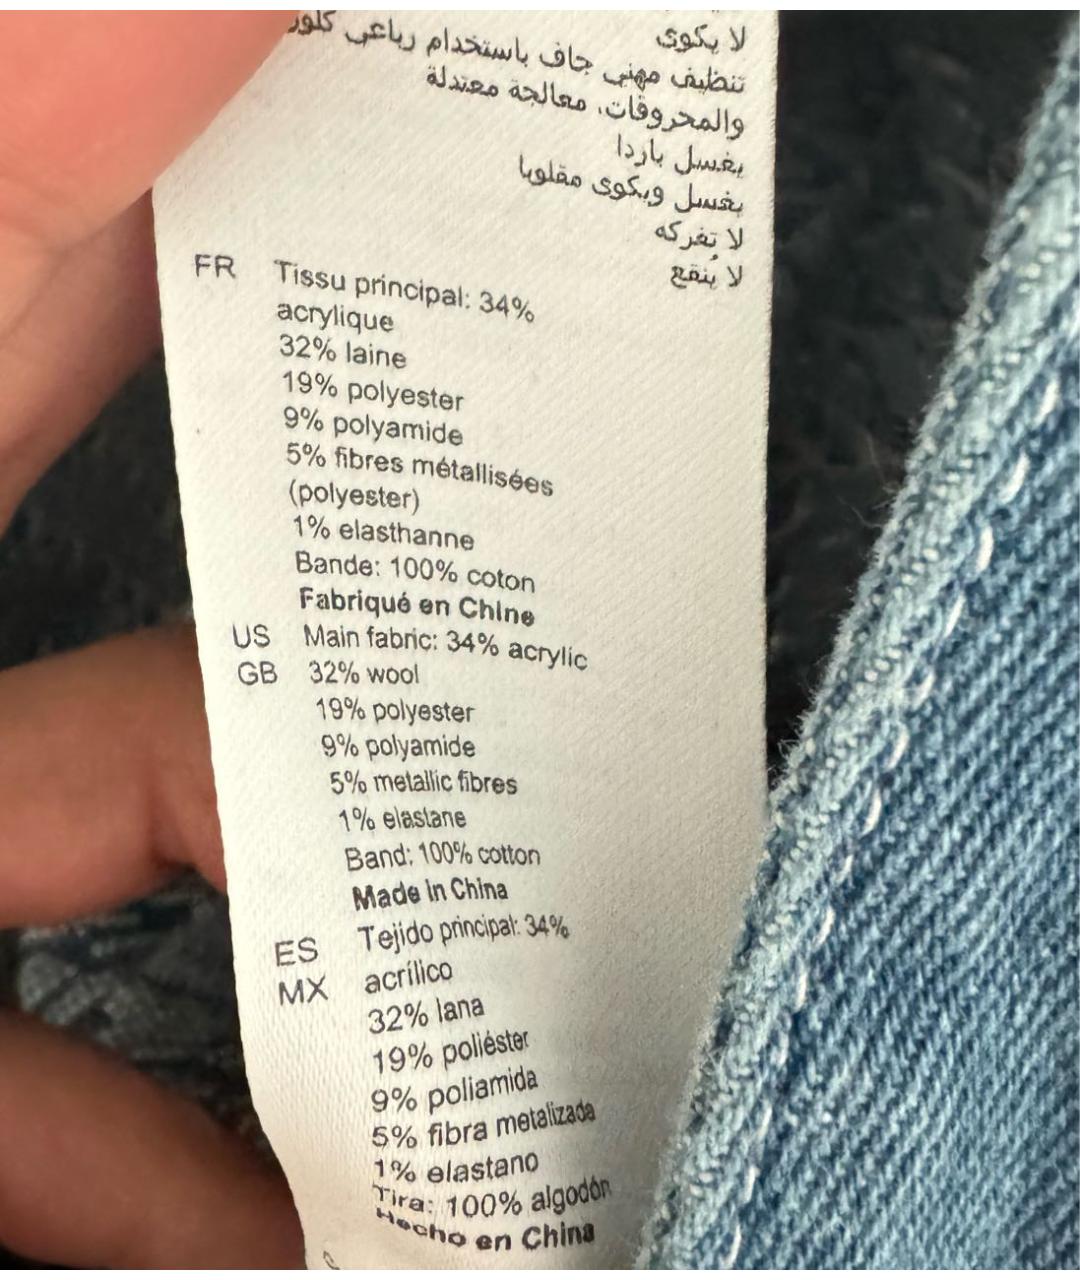 لا يكوى
تنظيف مهني جاف باستخدام رباعي كلور
والمحروقات، معالجة معتدلة
يغسل باردا
يغسل ويكوى مقلوبا
لا تفركه
لا يُنقع
FR Tissu principal: 34%
acrylique
32% laine
19% polyester
9% polyamide
5% fibres métallisées
(polyester)
1% elasthanne
Bande: 100% coton
Fabriqué en Chine
US Main fabric: 34% acrylic
GB 32% wool
19% polyester
9% polyamide
5% metallic fibres
1% elastane
Band: 100% cotton
Made in China
ES Tejido principal: 34%
MX acrílico
32% lana
19% poliéster
9% poliamida
5% fibra metalizada
1% elastano
Tira: 100% algodón
Hecho en China